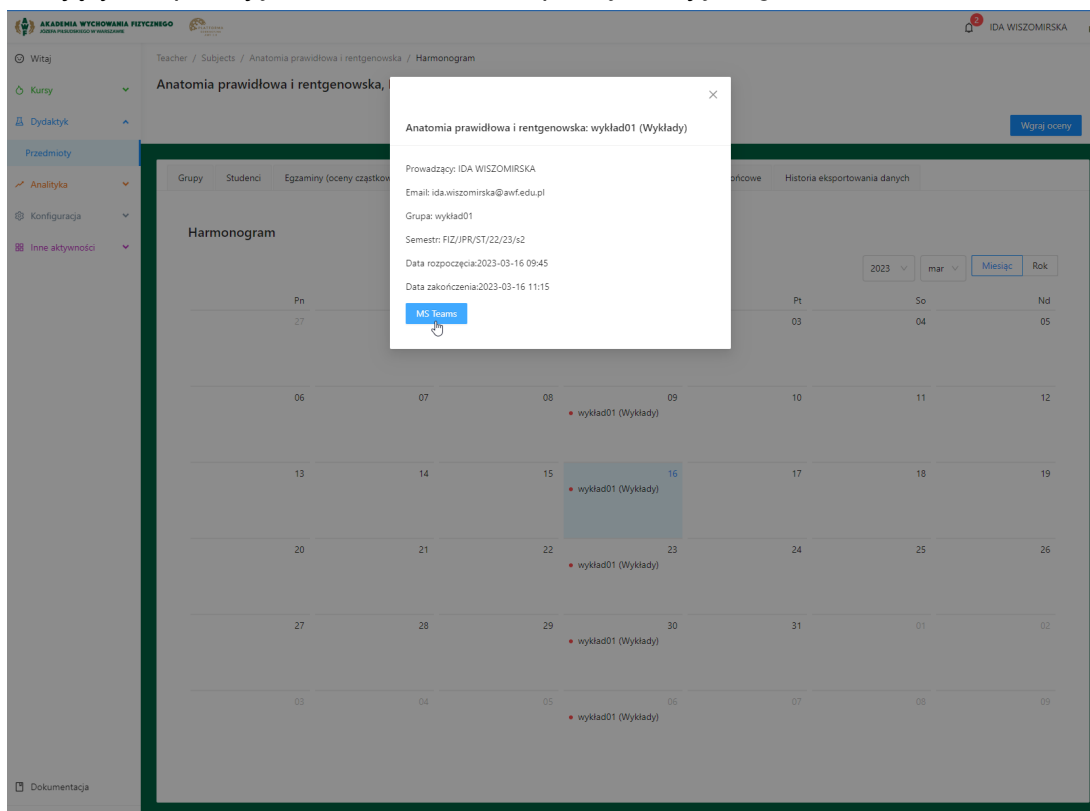 AKADEMIA WYCHOWANIA FIZYCZNEGO
JÓZEFA PIŁSUDSKIEGO W WARSZAWIE
2
IDA WISZOMIRSKA
Witaj
Kursy
Dydaktyk
Przedmioty
Analityka
Konfiguracja
Inne aktywności
Dokumentacja
Teacher / Subjects / Anatomia prawidłowa i rentgenowska / Harmonogram
Anatomia prawidłowa i rentgenowska,
Wgraj oceny
Grupy Studenci Egzaminy (oceny cząstkow ońcowe Historia eksportowania danych
Harmonogram
2023 mar Miesiąc Rok
Anatomia prawidłowa i rentgenowska: wykład01 (Wykłady)
Prowadzący: IDA WISZOMIRSKA
Email: ida.wiszomirska@awf.edu.pl
Grupa: wykład01
Semestr: FIZ/JPR/ST/22/23/s2
Data rozpoczęcia:2023-03-16 09:45
Data zakończenia:2023-03-16 11:15
MS Teams
Pn Pt So Nd
27 03 04 05
06 07 08 09 10 11 12
wykład01 (Wykłady)
13 14 15 16 17 18 19
wykład01 (Wykłady)
20 21 22 23 24 25 26
wykład01 (Wykłady)
27 28 29 30 31 01 02
wykład01 (Wykłady)
03 04 05 06 07 08 09
wykład01 (Wykłady)